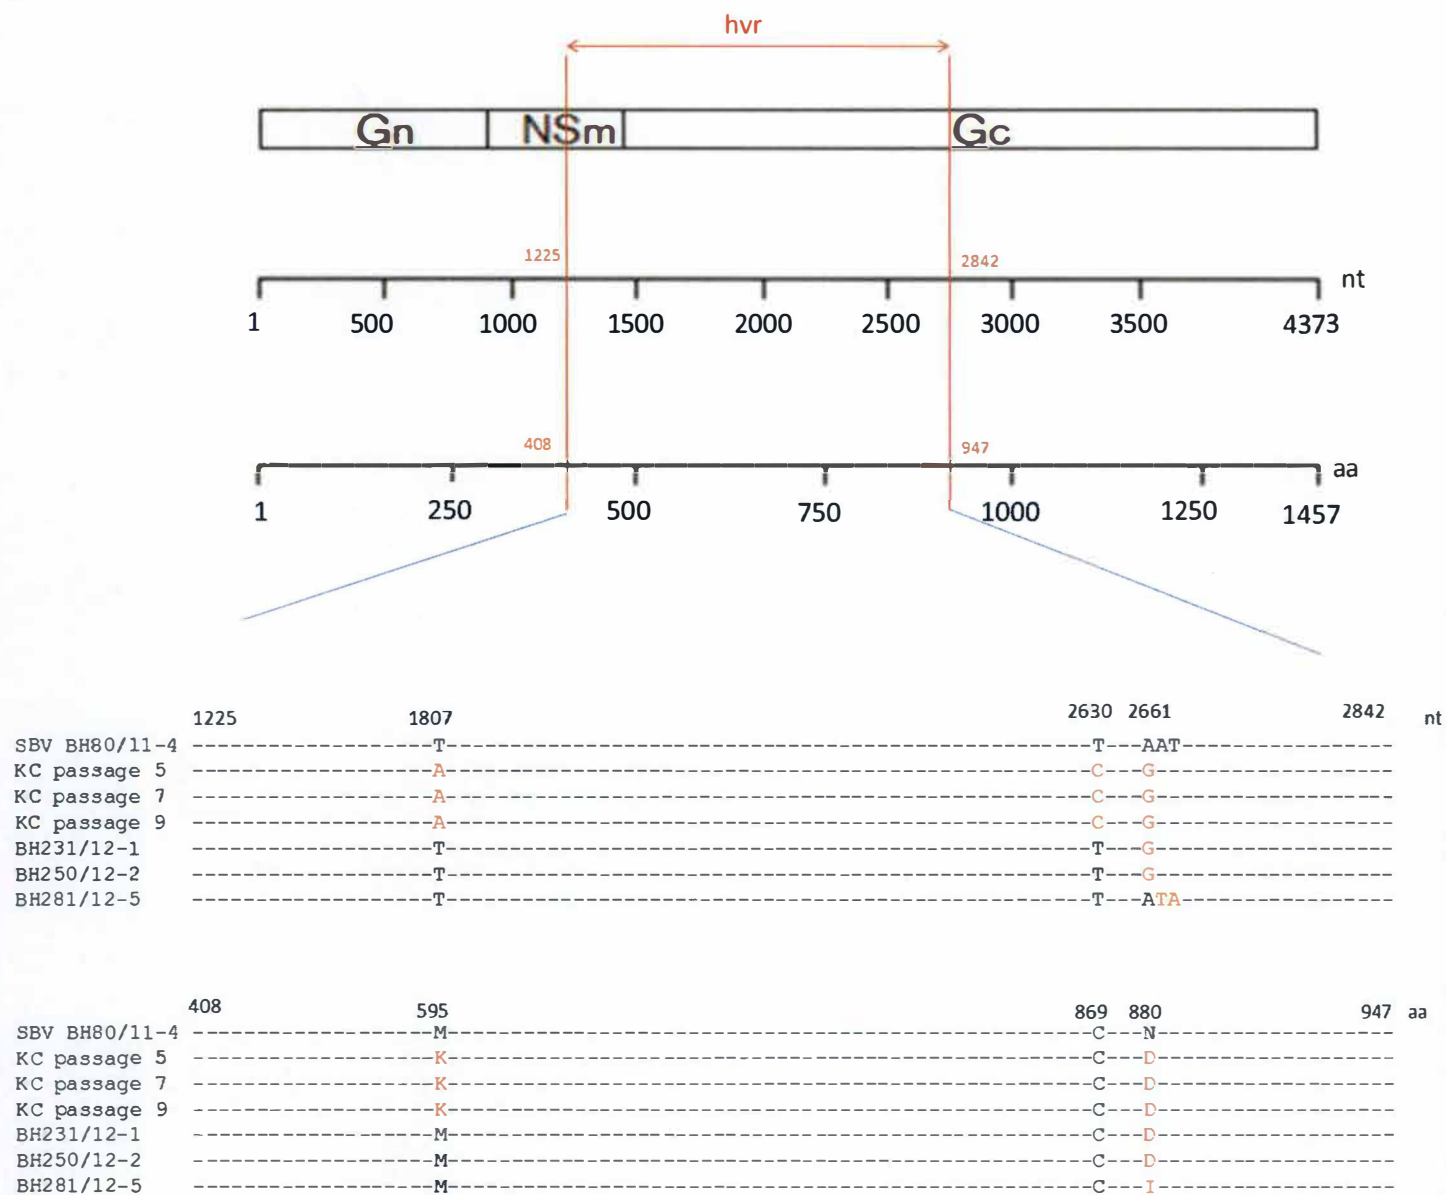 hvr
Gn NSm Gc
1225 2842
nt
1 500 1000 1500 2000 2500 3000 3500 4373
408 947
aa
1 250 500 750 1000 1250 1457
1225 1807 2630 2661 2842 nt
SBV BH80/11-4 -------------------T---------------------------------------------------T---AAT--------------
KC passage 5 -------------------A---------------------------------------------------C---G----------------
KC passage 7 -------------------A---------------------------------------------------C---G----------------
KC passage 9 -------------------A---------------------------------------------------C---G----------------
BH231/12-1 -------------------T---------------------------------------------------T---G----------------
BH250/12-2 -------------------T---------------------------------------------------T---G----------------
BH281/12-5 -------------------T---------------------------------------------------T---ATA--------------
408 595 869 880 947 aa
SBV BH80/11-4 -------------------M---------------------------------------------------C---N----------------
KC passage 5 -------------------K---------------------------------------------------C---D----------------
KC passage 7 -------------------K---------------------------------------------------C---D----------------
KC passage 9 -------------------K---------------------------------------------------C---D----------------
BH231/12-1 -------------------M---------------------------------------------------C---D----------------
BH250/12-2 -------------------M---------------------------------------------------C---D----------------
BH281/12-5 -------------------M---------------------------------------------------C---I----------------